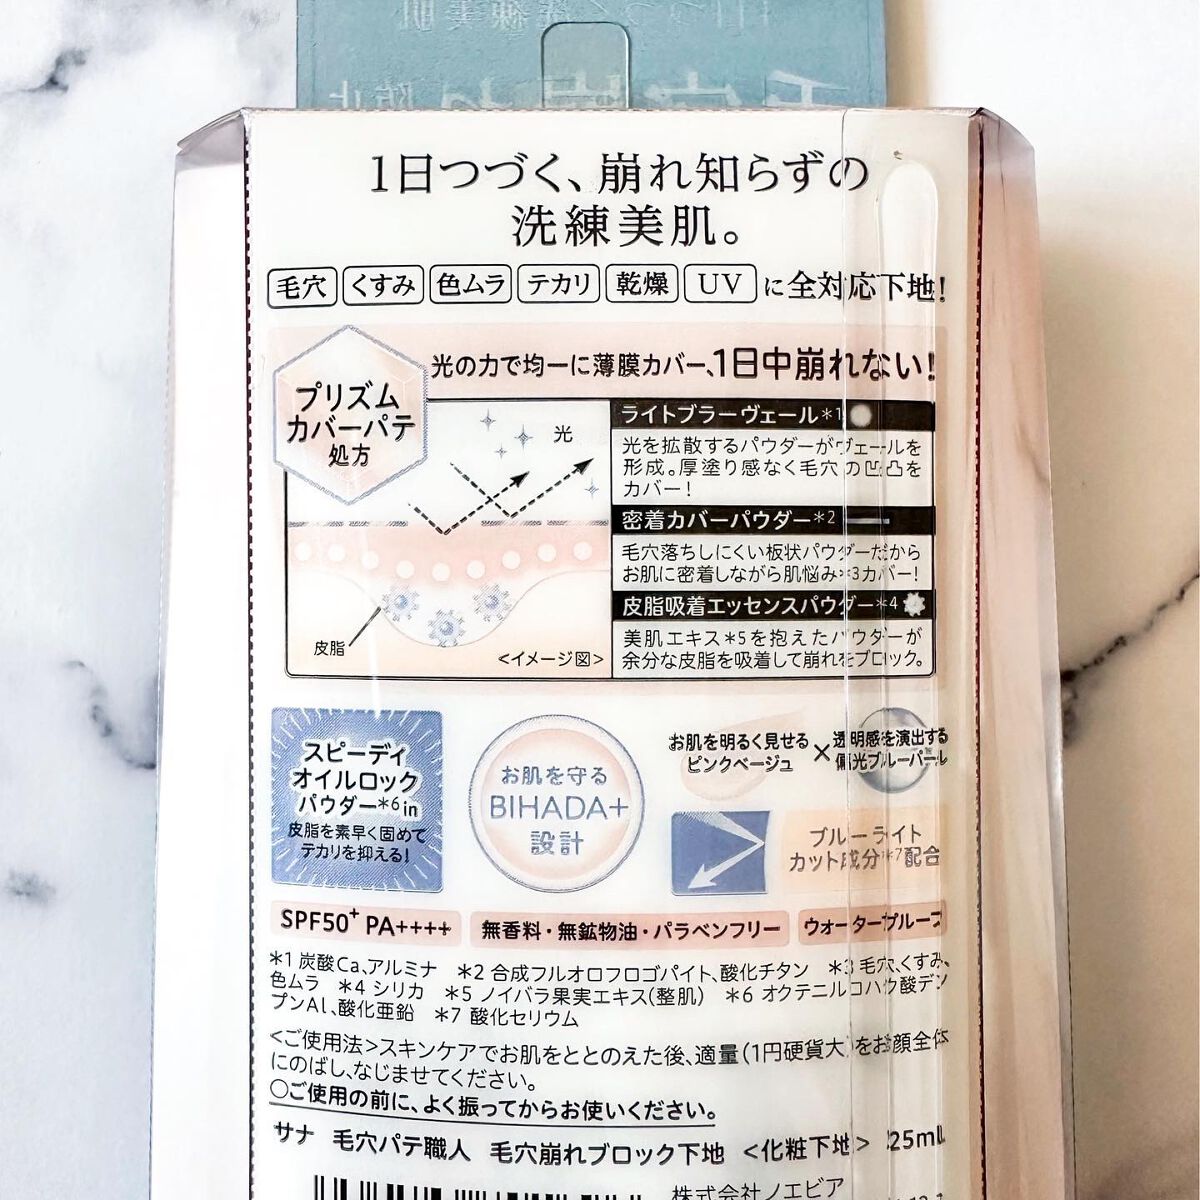 1日つづく、崩れ知らずの
洗練美肌。
毛穴 くすみ 色ムラ テカリ 乾燥 UV に全対応下地!
プリズム
カバーパテ
処方
光の力で均一に薄膜カバー、1日中崩れない!
光
皮脂
<イメージ図>
ライトブラーヴェール*1
光を拡散するパウダーがヴェールを
形成。厚塗り感なく毛穴の凹凸を
カバー!
密着カバーパウダー*2
毛穴落ちしにくい板状パウダーだから
お肌に密着しながら肌悩み*3カバー!
皮脂吸着エッセンスパウダー*4
美肌エキス*5を抱えたパウダーが
余分な皮脂を吸着して崩れをブロック。
スピーディ
オイルロック
パウダー*6in
皮脂を素早く固めて
テカリを抑える!
お肌を守る
BIHADA+
設計
お肌を明るく見せる
ピンクベージュ
×
透明感を演出する
偏光ブルーパール
ブルーライト
カット成分*7配合
SPF50+ PA++++
無香料・無鉱物油・パラベンフリー
ウォータープルーフ
*1 炭酸Ca、アルミナ *2 合成フルオロフロゴパイト、酸化チタン *3 毛穴、くすみ、
色ムラ *4 シリカ *5 ノイバラ果実エキス(整肌) *6 オクテニルコハク酸デン
プンAl、酸化亜鉛 *7 酸化セリウム
<ご使用法>スキンケアでお肌をととのえた後、適量(1円硬貨大)をお顔全体
にのばし、なじませてください。
○ご使用の前に、よく振ってからお使いください。
サナ 毛穴パテ職人 毛穴崩れブロック下地 <化粧下地> 25mL
株式会社ノエビア